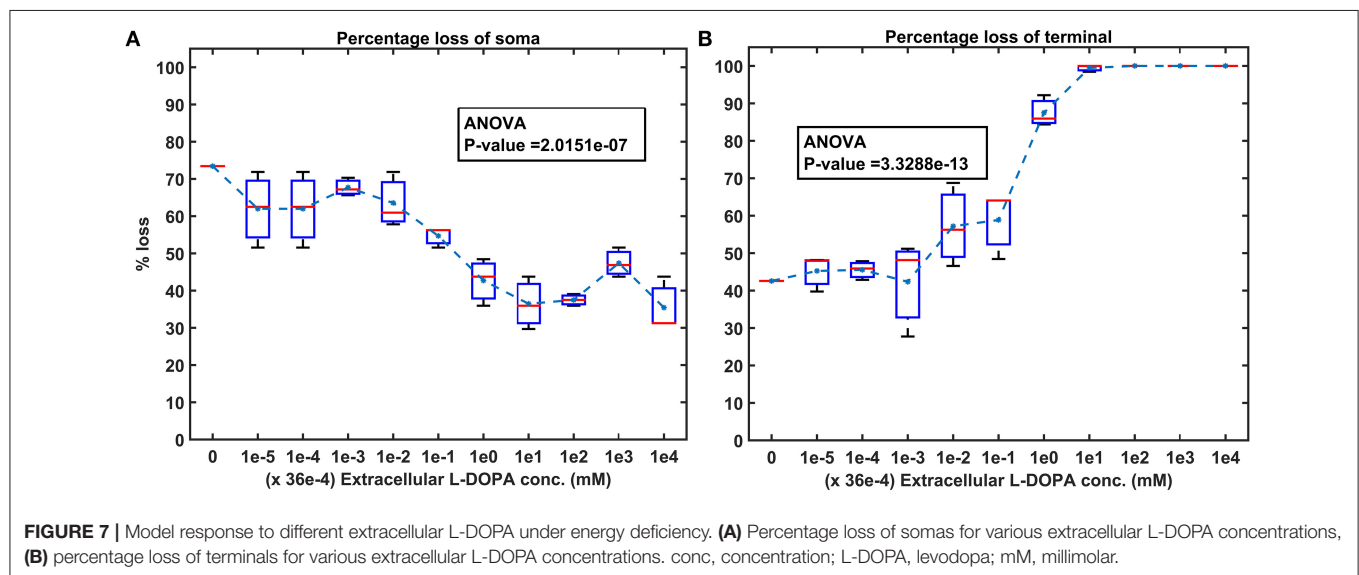 A
Percentage loss of soma
100
90
80
70
60
50
40
30
20
10
0
% loss
ANOVA
P-value =2.0151e-07
0 1e-5 1e-4 1e-3 1e-2 1e-1 1e0 1e1 1e2 1e3 1e4
(x 36e-4) Extracellular L-DOPA conc. (mM)
B
Percentage loss of terminal
100
90
80
70
60
50
40
30
20
10
0
ANOVA
P-value =3.3288e-13
0 1e-5 1e-4 1e-3 1e-2 1e-1 1e0 1e1 1e2 1e3 1e4
(x 36e-4) Extracellular L-DOPA conc. (mM)
FIGURE 7 | Model response to different extracellular L-DOPA under energy deficiency. (A) Percentage loss of somas for various extracellular L-DOPA concentrations,
(B) percentage loss of terminals for various extracellular L-DOPA concentrations. conc, concentration; L-DOPA, levodopa; mM, millimolar.